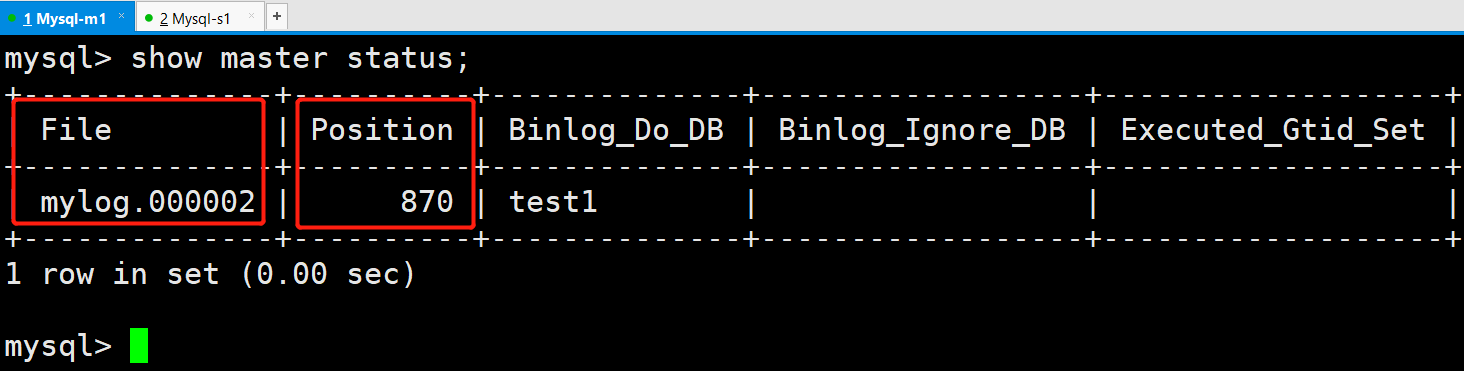 1 Mysql-m1 × 2 Mysql-s1 × +
mysql> show master status;
+--------------+----------+--------------+------------------+-------------------+
| File | Position | Binlog_Do_DB | Binlog_Ignore_DB | Executed_Gtid_Set |
+--------------+----------+--------------+------------------+-------------------+
| mylog.000002 | 870 | test1 | | |
+--------------+----------+--------------+------------------+-------------------+
1 row in set (0.00 sec)
mysql>